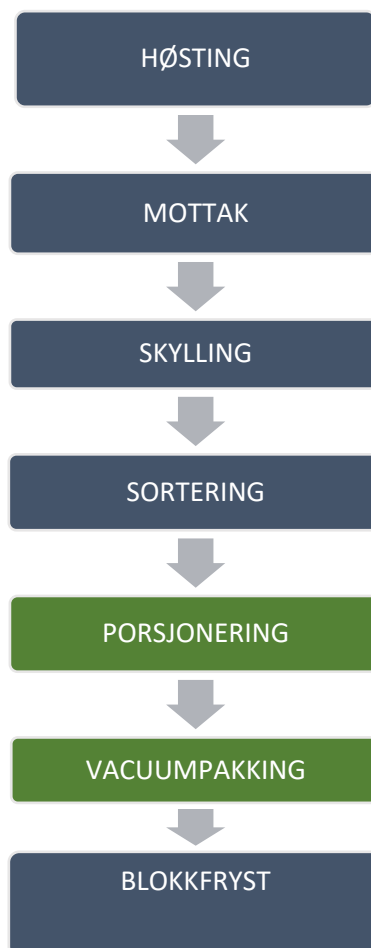 HØSTING
MOTTAK
SKYLLING
SORTERING
PORSJONERING
VACUUMPAKKING
BLOKKFRYST